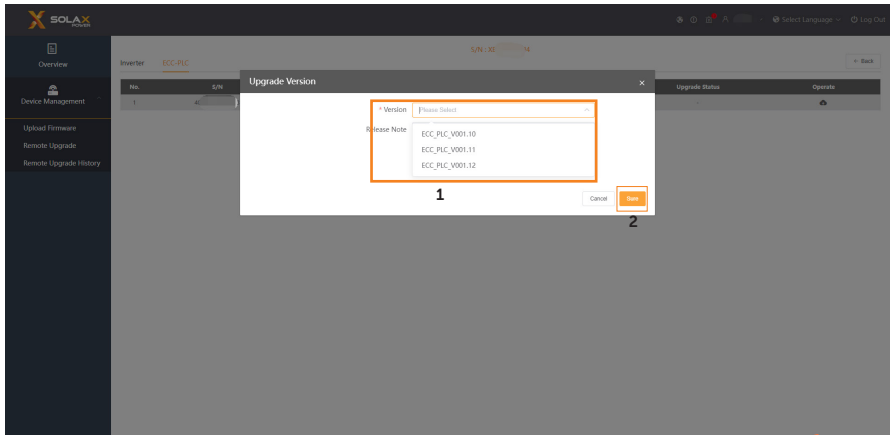 SOLAX
POWER
Select Language
Log Out
Overview
Device Management
Upload Firmware
Remote Upgrade
Remote Upgrade History
Inverter ECC-PLC
Back
No. S/N Upgrade Status Operate
1
Upgrade Version
* Version Please Select
Release Note
ECC_PLC_V001.10
ECC_PLC_V001.11
ECC_PLC_V001.12
1
Cancel Save
2